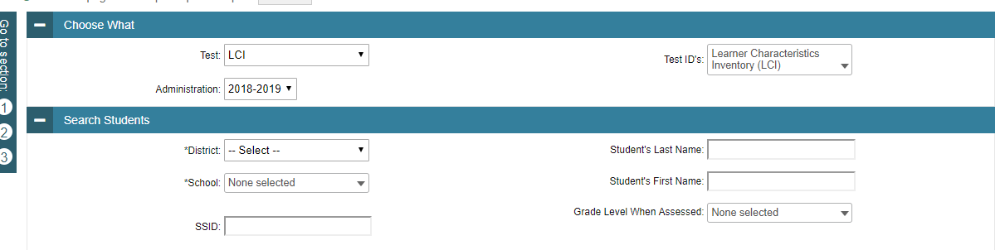 Go to section:
1
2
3
Choose What
Test: LCI
Test ID's: Learner Characteristics
Inventory (LCI)
Administration: 2018-2019
Search Students
*District: -- Select --
Student's Last Name:
*School: None selected
Student's First Name:
Grade Level When Assessed: None selected
SSID: